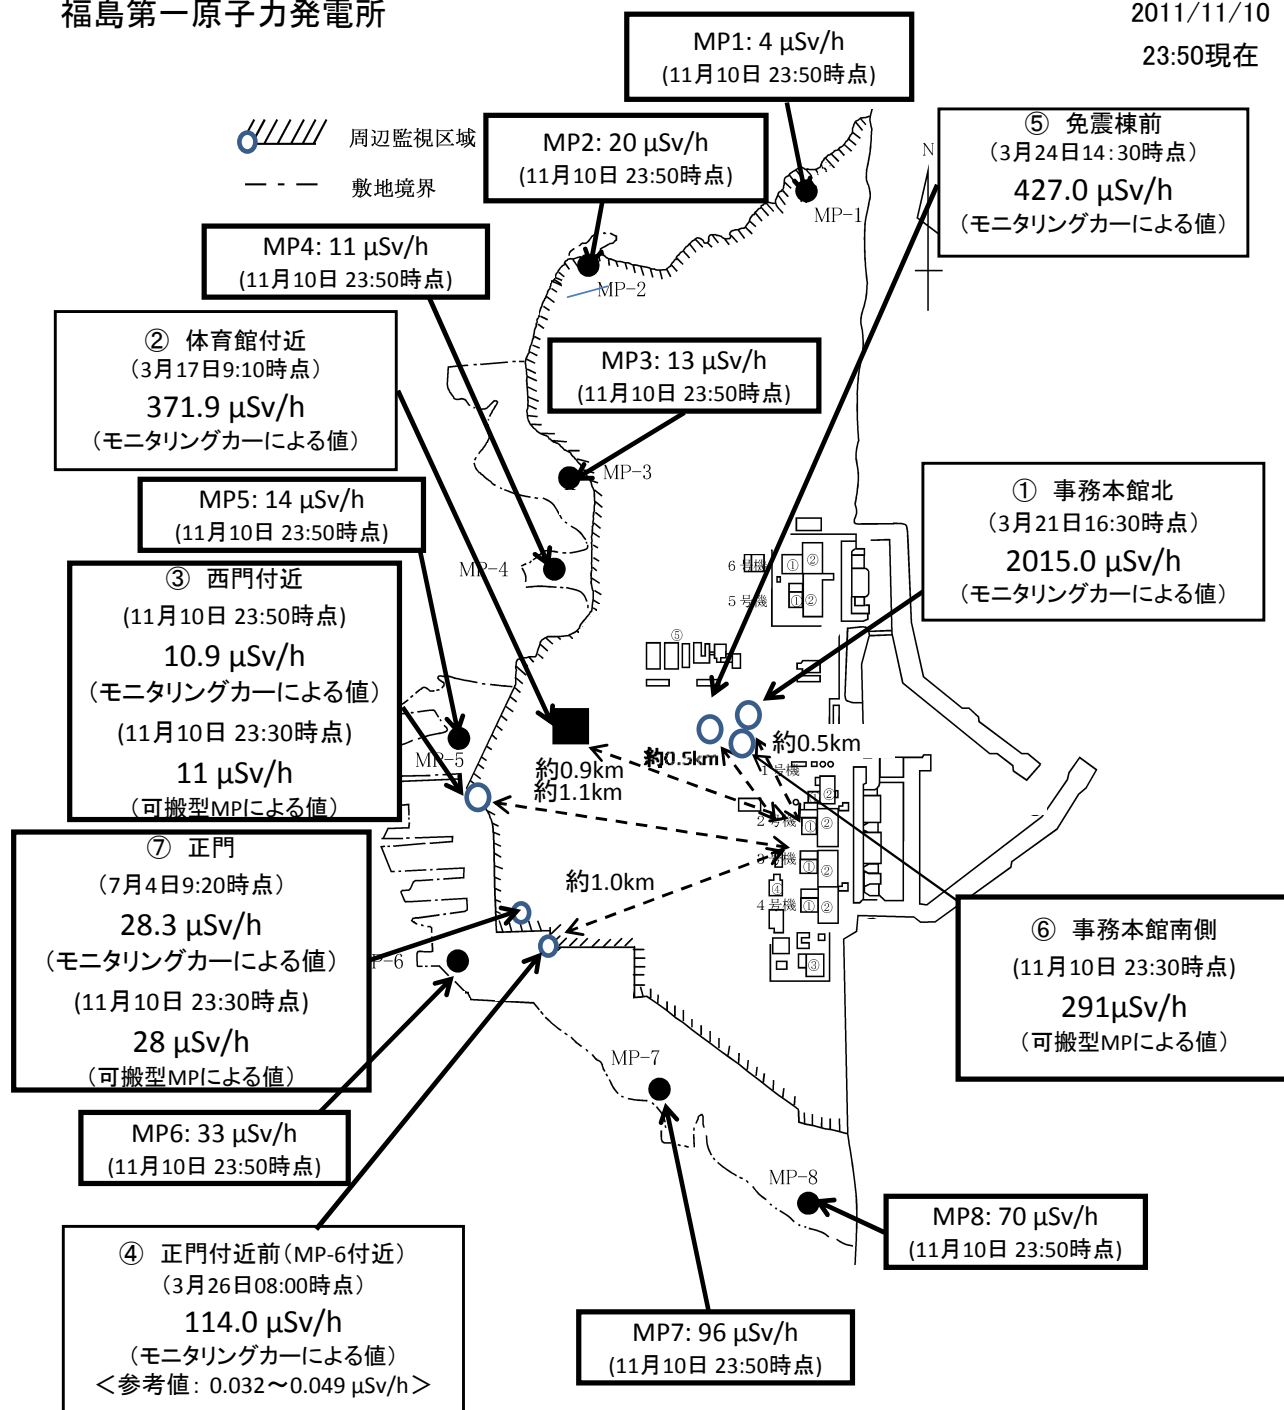 福島第一原子力発電所
2011/11/10
23:50現在
周辺監視区域
敷地境界
MP1: 4 μSv/h
(11月10日 23:50時点)
MP2: 20 μSv/h
(11月10日 23:50時点)
MP4: 11 μSv/h
(11月10日 23:50時点)
⑤ 免震棟前
(3月24日14:30時点)
427.0 μSv/h
(モニタリングカーによる値)
N
MP-1
MP-2
② 体育館付近
(3月17日9:10時点)
371.9 μSv/h
(モニタリングカーによる値)
MP3: 13 μSv/h
(11月10日 23:50時点)
MP-3
MP5: 14 μSv/h
(11月10日 23:50時点)
① 事務本館北
(3月21日16:30時点)
2015.0 μSv/h
(モニタリングカーによる値)
MP-4
③ 西門付近
(11月10日 23:50時点)
10.9 μSv/h
(モニタリングカーによる値)
(11月10日 23:30時点)
11 μSv/h
(可搬型MPによる値)
6号機
① ②
5号機
① ②
⑤
MP-5
約0.9km
約1.1km
約0.5km
約0.5km
1号機
②
2号機
① ②
3号機
① ②
④
4号機
① ②
③
約1.0km
⑦ 正門
(7月4日9:20時点)
28.3 μSv/h
(モニタリングカーによる値)
(11月10日 23:30時点)
28 μSv/h
(可搬型MPによる値)
P-6
⑥ 事務本館南側
(11月10日 23:30時点)
291μSv/h
(可搬型MPによる値)
MP-7
MP6: 33 μSv/h
(11月10日 23:50時点)
MP-8
MP8: 70 μSv/h
(11月10日 23:50時点)
④ 正門付近前(MP-6付近)
(3月26日08:00時点)
114.0 μSv/h
(モニタリングカーによる値)
<参考値: 0.032～0.049 μSv/h>
MP7: 96 μSv/h
(11月10日 23:50時点)